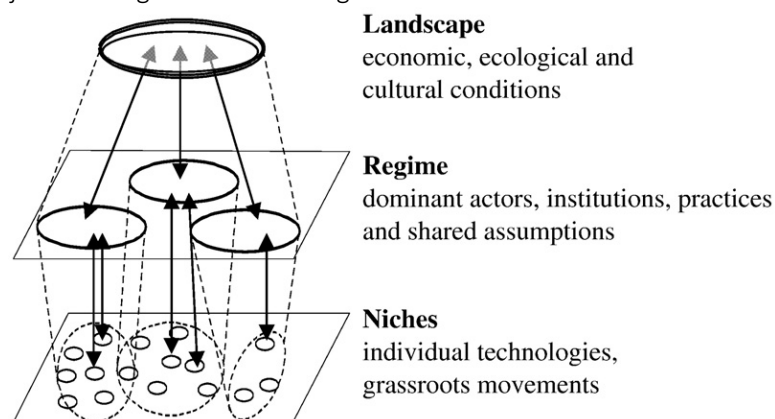 Landscape
economic, ecological and
cultural conditions
Regime
dominant actors, institutions, practices
and shared assumptions
Niches
individual technologies,
grassroots movements